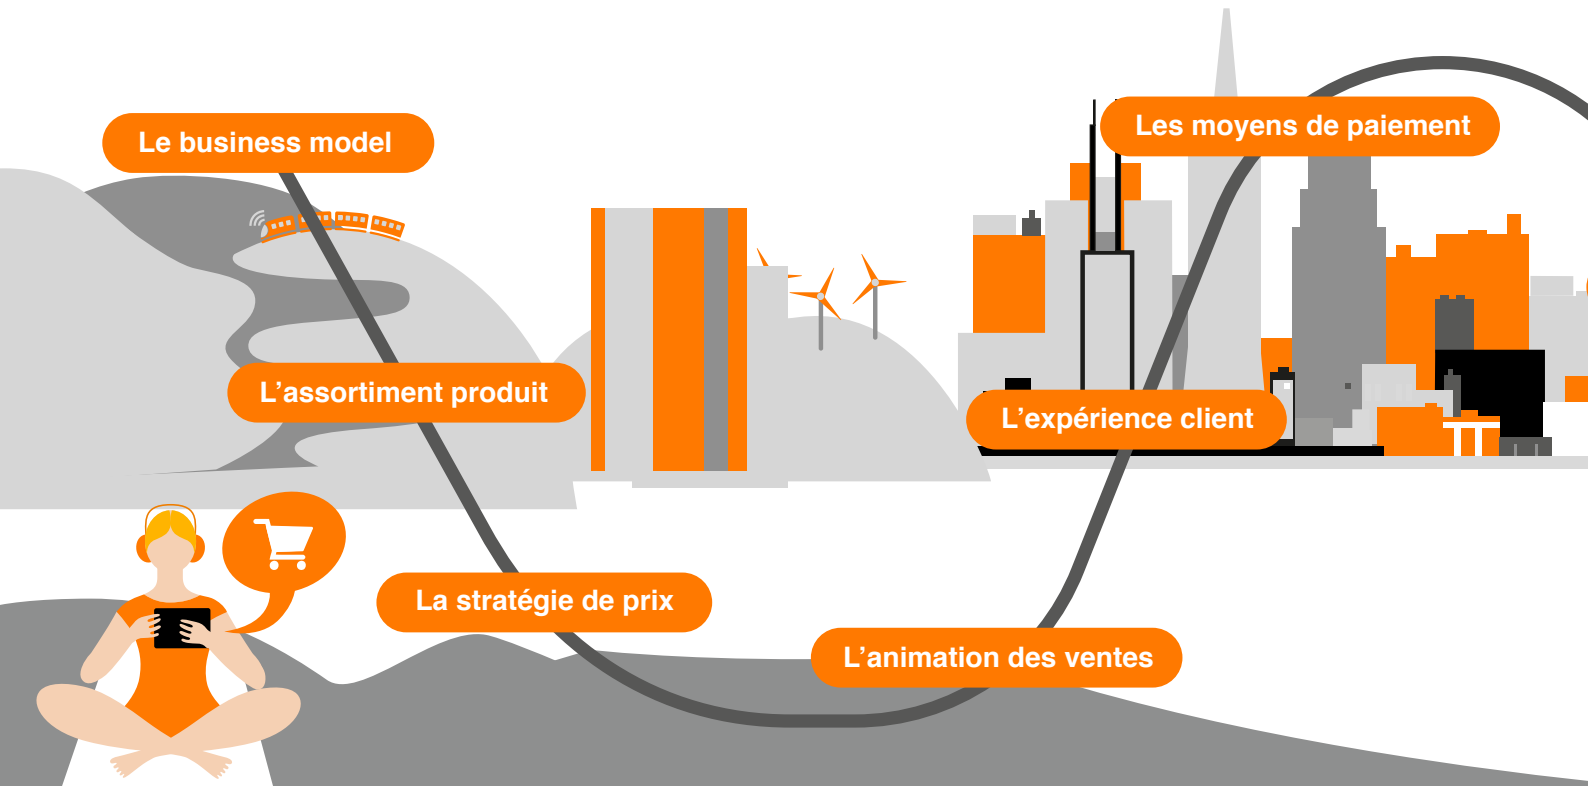 Le business model
L'assortiment produit
La stratégie de prix
L'animation des ventes
L'expérience client
Les moyens de paiement